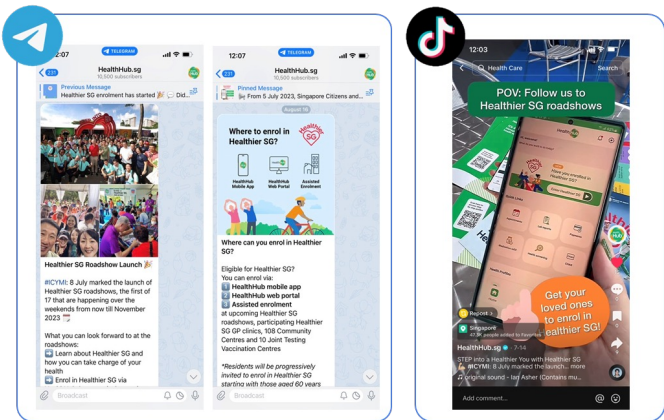 12:07
TELEGRAM
231
HealthHub.sg
10,500 subscribers
Previous Message
Healthier SG enrolment has started 🎉 💬 Did...
Healthier SG Roadshow Launch 🎉
#ICYMI: 8 July marked the launch of
Healthier SG roadshows, the first of
17 that are happening over the
weekends from now till November
2023 📅
What you can look forward to at the
roadshows:
➡️ Learn about Healthier SG and
how you can take charge of your
health
➡️ Enrol in Healthier SG via
Broadcast
12:07
TELEGRAM
231
HealthHub.sg
10,500 subscribers
Pinned Message
From 5 July 2023, Singapore Citizens and...
August 19
Where to enrol in
Healthier SG?
Healthier
SG
HealthHub
Mobile App
HealthHub
Web Portal
Assisted
Enrolment
Where can you enrol in Healthier
SG?
Eligible for Healthier SG?
You can enrol via:
1️⃣ HealthHub mobile app
2️⃣ HealthHub web portal
3️⃣ Assisted enrolment
at upcoming Healthier SG
roadshows, participating Healthier
SG GP clinics, 108 Community
Centres and 10 Joint Testing
Vaccination Centres
*Residents will be progressively
invited to enrol in Healthier SG
starting with those aged 60 years
Broadcast
12:03
Health Care
Search
POV: Follow us to
Healthier SG roadshows
HealthHub
Get your
loved ones
to enrol in
ealthier SG!
Repost >
Singapore
HealthHub.sg · 7-14
STEP into a Healthier You with Healthier SG
#ICYMI: 8 July marked the launch... more
♫ original sound - Ian Asher (Contains mu...
Add comment...